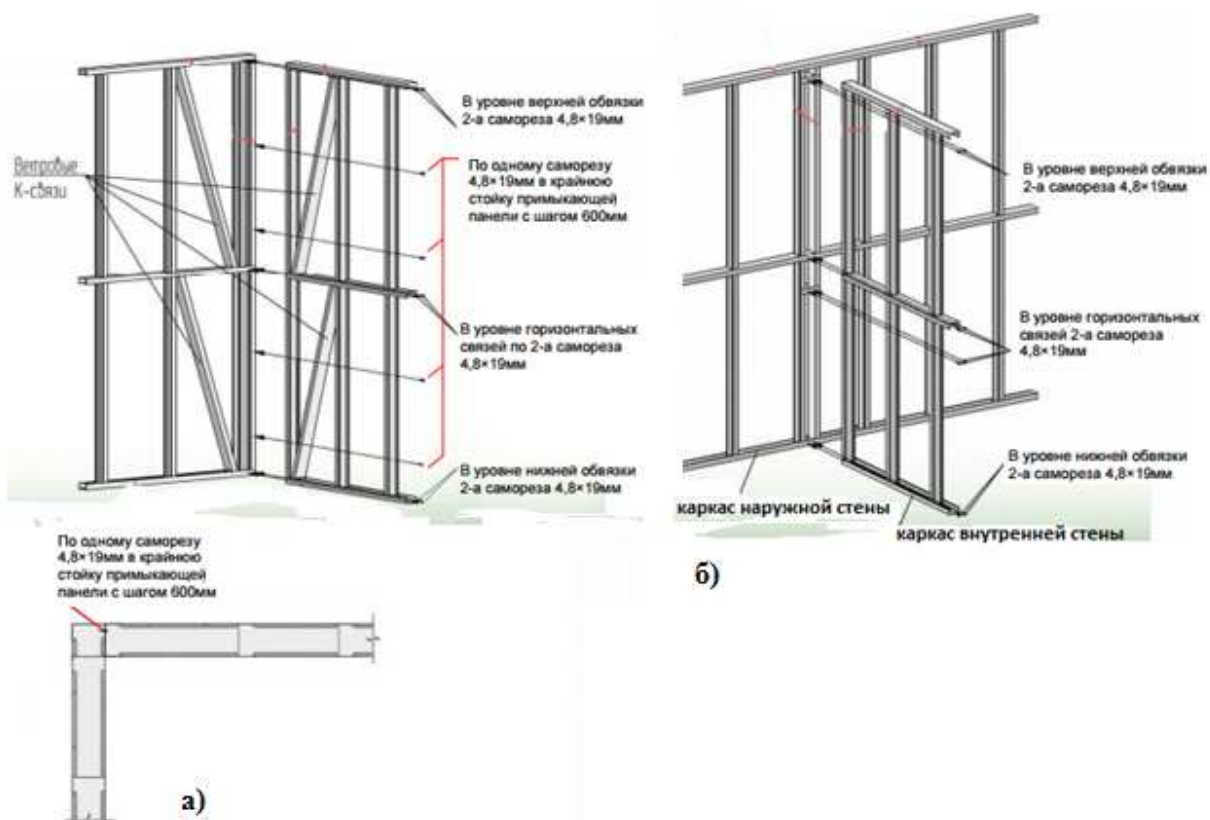 В уровне верхней обвязки
2-а самореза 4,8×19мм
Ветровые
К-связи
По одному саморезу
4,8×19мм в крайнюю
стойку примыкающей
панели с шагом 600мм
В уровне горизонтальных
связей по 2-а самореза
4,8×19мм
В уровне нижней обвязки
2-а самореза 4,8×19мм
По одному саморезу
4,8×19мм в крайнюю
стойку примыкающей
панели с шагом 600мм
а)
В уровне верхней обвязки
2-а самореза 4,8×19мм
В уровне горизонтальных
связей 2-а самореза
4,8×19мм
В уровне нижней обвязки
2-а самореза 4,8×19мм
каркас наружной стены
каркас внутренней стены
б)